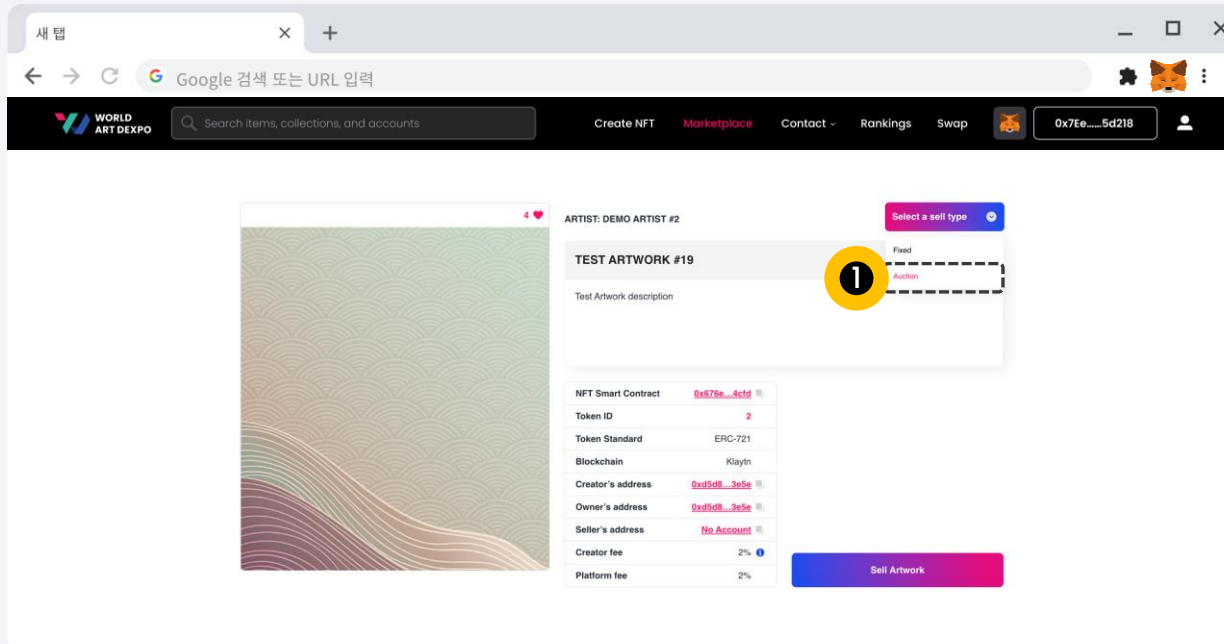 새 탭
Google 검색 또는 URL 입력
WORLD
ART DEXPO
Search items, collections, and accounts
Create NFT
Marketplace
Contact
Rankings
Swap
0x7Ee......5d218
4
ARTIST: DEMO ARTIST #2
Select a sell type
Fixed
1
Auction
TEST ARTWORK #19
Test Artwork description
NFT Smart Contract 0x676e...4cfd
Token ID 2
Token Standard ERC-721
Blockchain Klaytn
Creator's address 0xd5d8...3e5e
Owner's address 0xd5d8...3e5e
Seller's address No Account
Creator fee 2%
Platform fee 2%
Sell Artwork